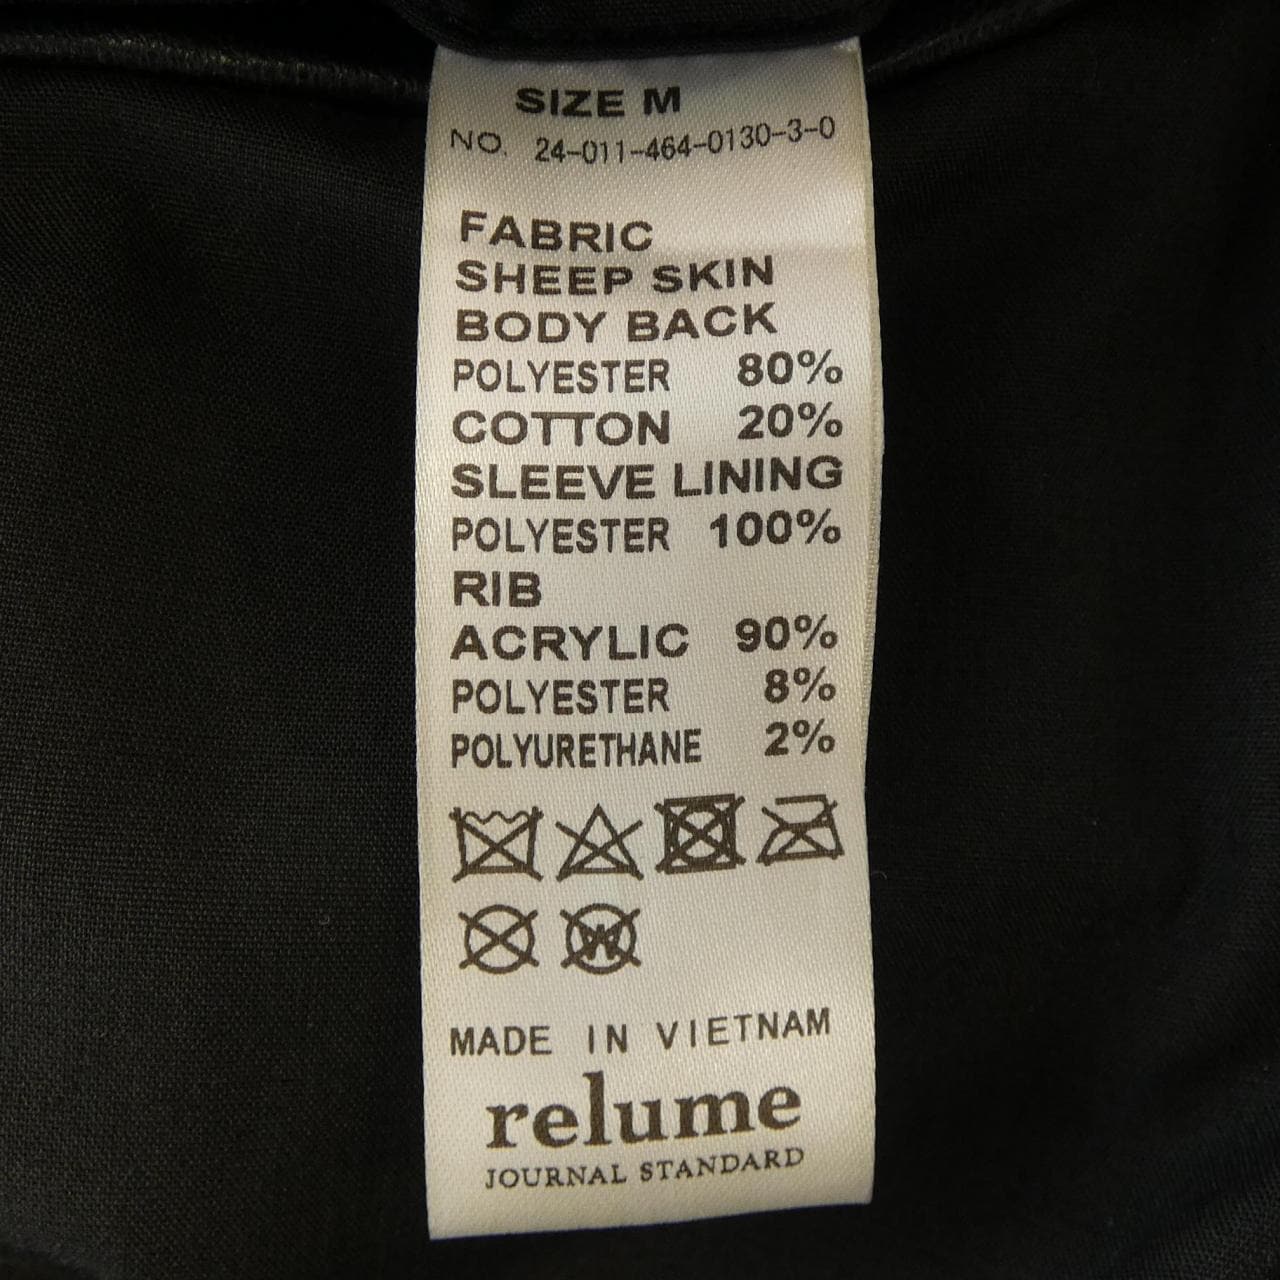 SIZE M
NO. 24-011-464-0130-3-0
FABRIC
SHEEP SKIN
BODY BACK
POLYESTER 80%
COTTON 20%
SLEEVE LINING
POLYESTER 100%
RIB
ACRYLIC 90%
POLYESTER 8%
POLYURETHANE 2%
W
MADE IN VIETNAM
relume
JOURNAL STANDARD